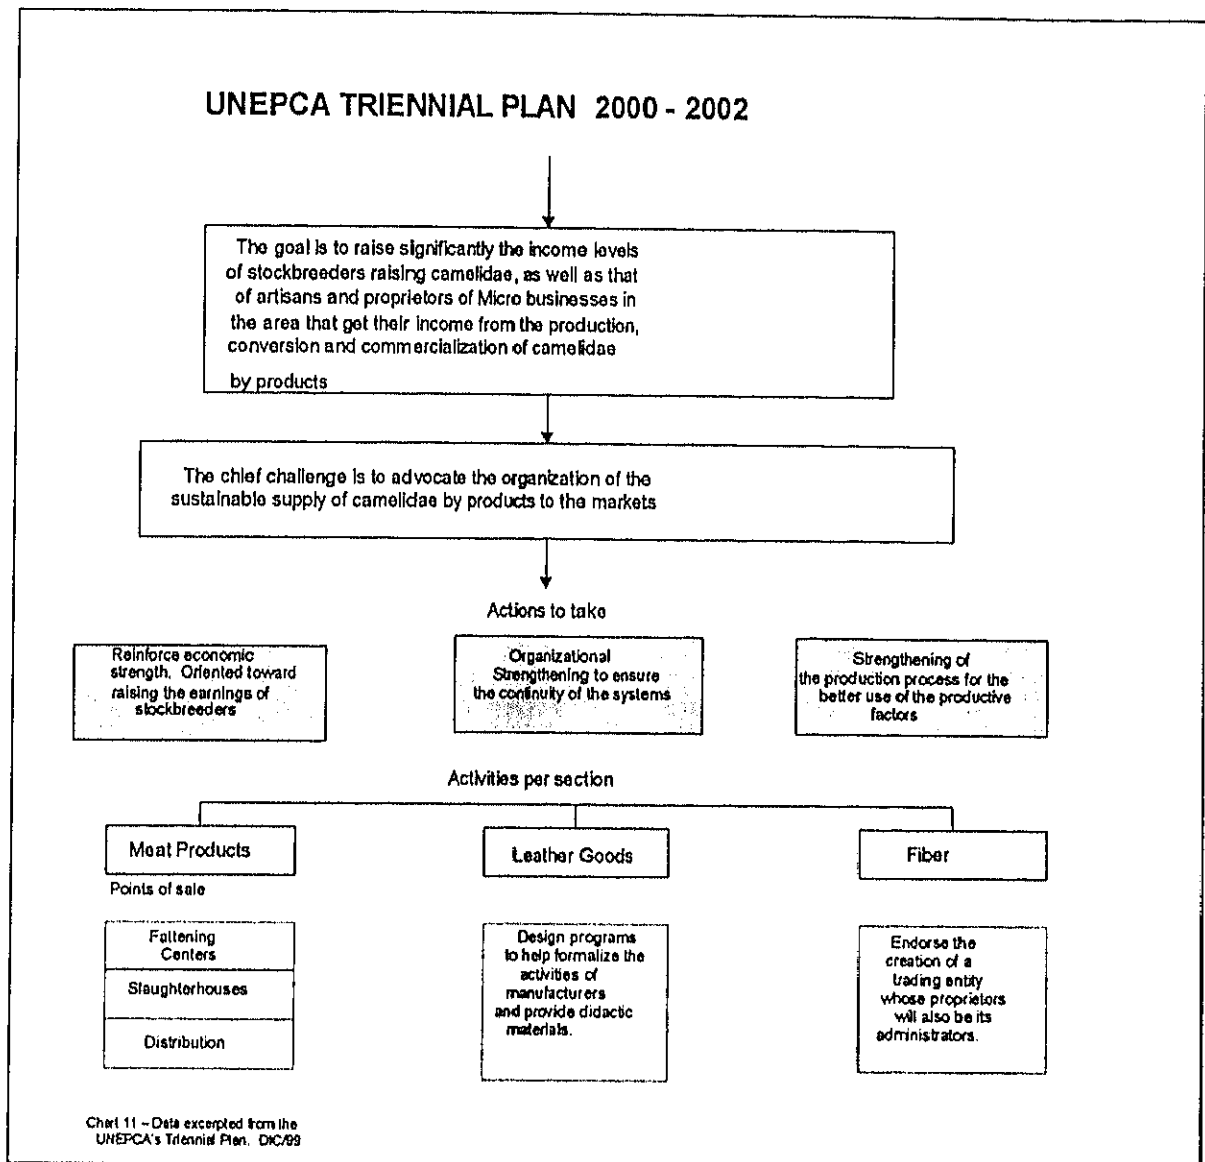 UNEPCA TRIENNIAL PLAN 2000 - 2002
The goal is to raise significantly the income levels
of stockbreeders raising camelidae, as well as that
of artisans and proprietors of Micro businesses in
the area that get their income from the production,
conversion and commercialization of camelidae
by products
The chief challenge is to advocate the organization of the
sustainable supply of camelidae by products to the markets
Actions to take
Reinforce economic
strength. Oriented toward
raising the earnings of
stockbreeders
Organizational
Strengthening to ensure
the continuity of the systems
Strengthening of
the production process for the
better use of the productive
factors
Activities per section
Meat Products
Leather Goods
Fiber
Points of sale
Fattening
Centers
Slaughterhouses
Distribution
Design programs
to help formalize the
activities of
manufacturers
and provide didactic
materials.
Endorse the
creation of a
trading entity
whose proprietors
will also be its
administrators.
Chart 11 – Data excerpted from the
UNEPCA's Triennial Plan. DIC/99